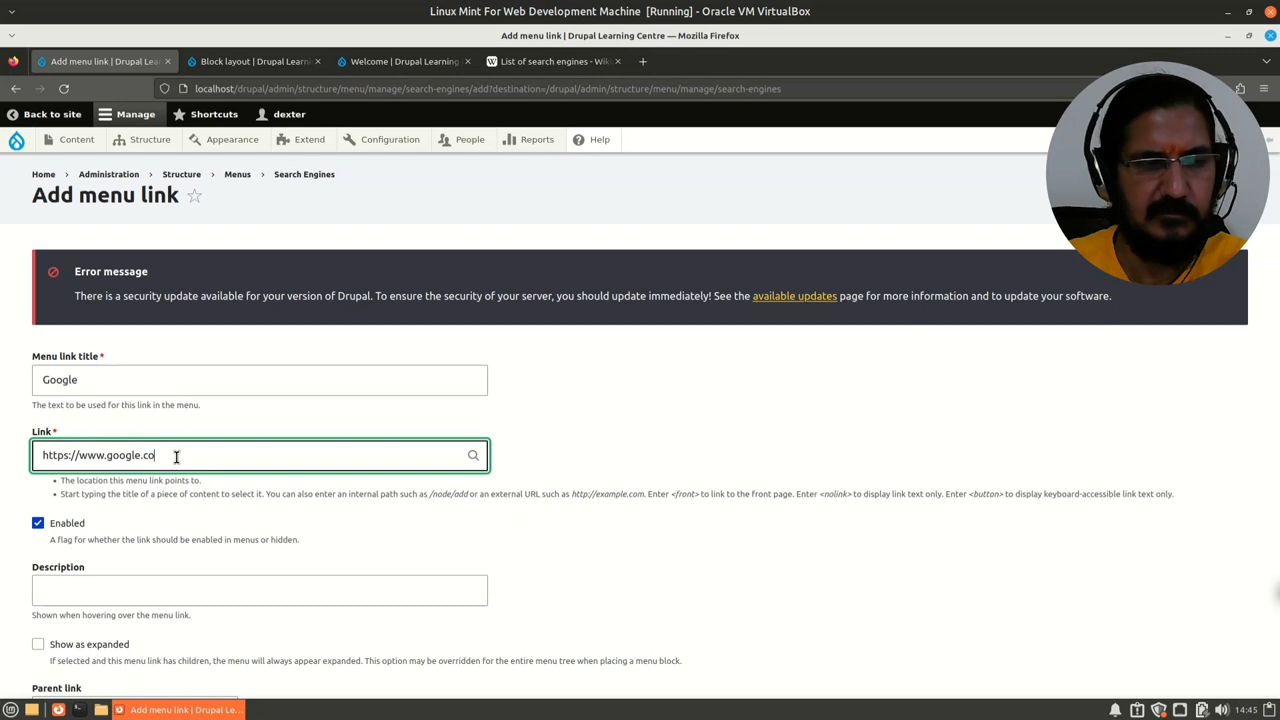 Linux Mint For Web Development Machine [Running] - Oracle VM VirtualBox
Add menu link | Drupal Learning Centre — Mozilla Firefox
Add menu link | Drupal Lear
Block layout | Drupal Learni
Welcome | Drupal Learning
List of search engines - Wiki
localhost/drupal/admin/structure/menu/manage/search-engines/add?destination=/drupal/admin/structure/menu/manage/search-engines
Back to site
Manage
Shortcuts
dexter
Content
Structure
Appearance
Extend
Configuration
People
Reports
Help
Home > Administration > Structure > Menus > Search Engines
Add menu link
Error message
There is a security update available for your version of Drupal. To ensure the security of your server, you should update immediately! See the available updates page for more information and to update your software.
Menu link title*
Google
The text to be used for this link in the menu.
Link*
https://www.google.co
The location this menu link points to.
Start typing the title of a piece of content to select it. You can also enter an internal path such as /node/add or an external URL such as http://example.com. Enter <front> to link to the front page. Enter <nolink> to display link text only. Enter <button> to display keyboard-accessible link text only.
Enabled
A flag for whether the link should be enabled in menus or hidden.
Description
Shown when hovering over the menu link.
Show as expanded
If selected and this menu link has children, the menu will always appear expanded. This option may be overridden for the entire menu tree when placing a menu block.
Parent link
Add menu link | Drupal Le...
14:45